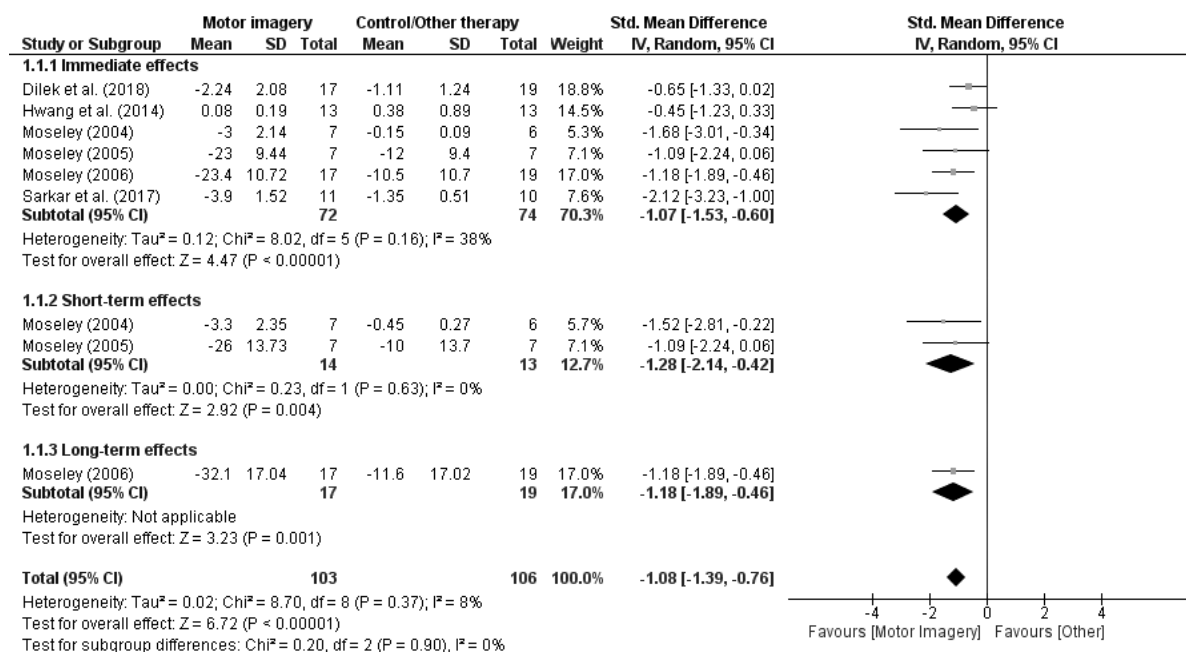 Motor imagery Control/Other therapy Std. Mean Difference Std. Mean Difference
Study or Subgroup Mean SD Total Mean SD Total Weight IV, Random, 95% CI IV, Random, 95% CI
1.1.1 Immediate effects
Dilek et al. (2018) -2.24 2.08 17 -1.11 1.24 19 18.8% -0.65 [-1.33, 0.02]
Hwang et al. (2014) 0.08 0.19 13 0.38 0.89 13 14.5% -0.45 [-1.23, 0.33]
Moseley (2004) -3 2.14 7 -0.15 0.09 6 5.3% -1.68 [-3.01, -0.34]
Moseley (2005) -23 9.44 7 -12 9.4 7 7.1% -1.09 [-2.24, 0.06]
Moseley (2006) -23.4 10.72 17 -10.5 10.7 19 17.0% -1.18 [-1.89, -0.46]
Sarkar et al. (2017) -3.9 1.52 11 -1.35 0.51 10 7.6% -2.12 [-3.23, -1.00]
Subtotal (95% CI) 72 74 70.3% -1.07 [-1.53, -0.60]
Heterogeneity: Tau² = 0.12; Chi² = 8.02, df = 5 (P = 0.16); I² = 38%
Test for overall effect: Z = 4.47 (P < 0.00001)
1.1.2 Short-term effects
Moseley (2004) -3.3 2.35 7 -0.45 0.27 6 5.7% -1.52 [-2.81, -0.22]
Moseley (2005) -26 13.73 7 -10 13.7 7 7.1% -1.09 [-2.24, 0.06]
Subtotal (95% CI) 14 13 12.7% -1.28 [-2.14, -0.42]
Heterogeneity: Tau² = 0.00; Chi² = 0.23, df = 1 (P = 0.63); I² = 0%
Test for overall effect: Z = 2.92 (P = 0.004)
1.1.3 Long-term effects
Moseley (2006) -32.1 17.04 17 -11.6 17.02 19 17.0% -1.18 [-1.89, -0.46]
Subtotal (95% CI) 17 19 17.0% -1.18 [-1.89, -0.46]
Heterogeneity: Not applicable
Test for overall effect: Z = 3.23 (P = 0.001)
Total (95% CI) 103 106 100.0% -1.08 [-1.39, -0.76]
Heterogeneity: Tau² = 0.02; Chi² = 8.70, df = 8 (P = 0.37); I² = 8%
Test for overall effect: Z = 6.72 (P < 0.00001)
Test for subgroup differences: Chi² = 0.20, df = 2 (P = 0.90), I² = 0%
-4 -2 0 2 4
Favours [Motor Imagery] Favours [Other]